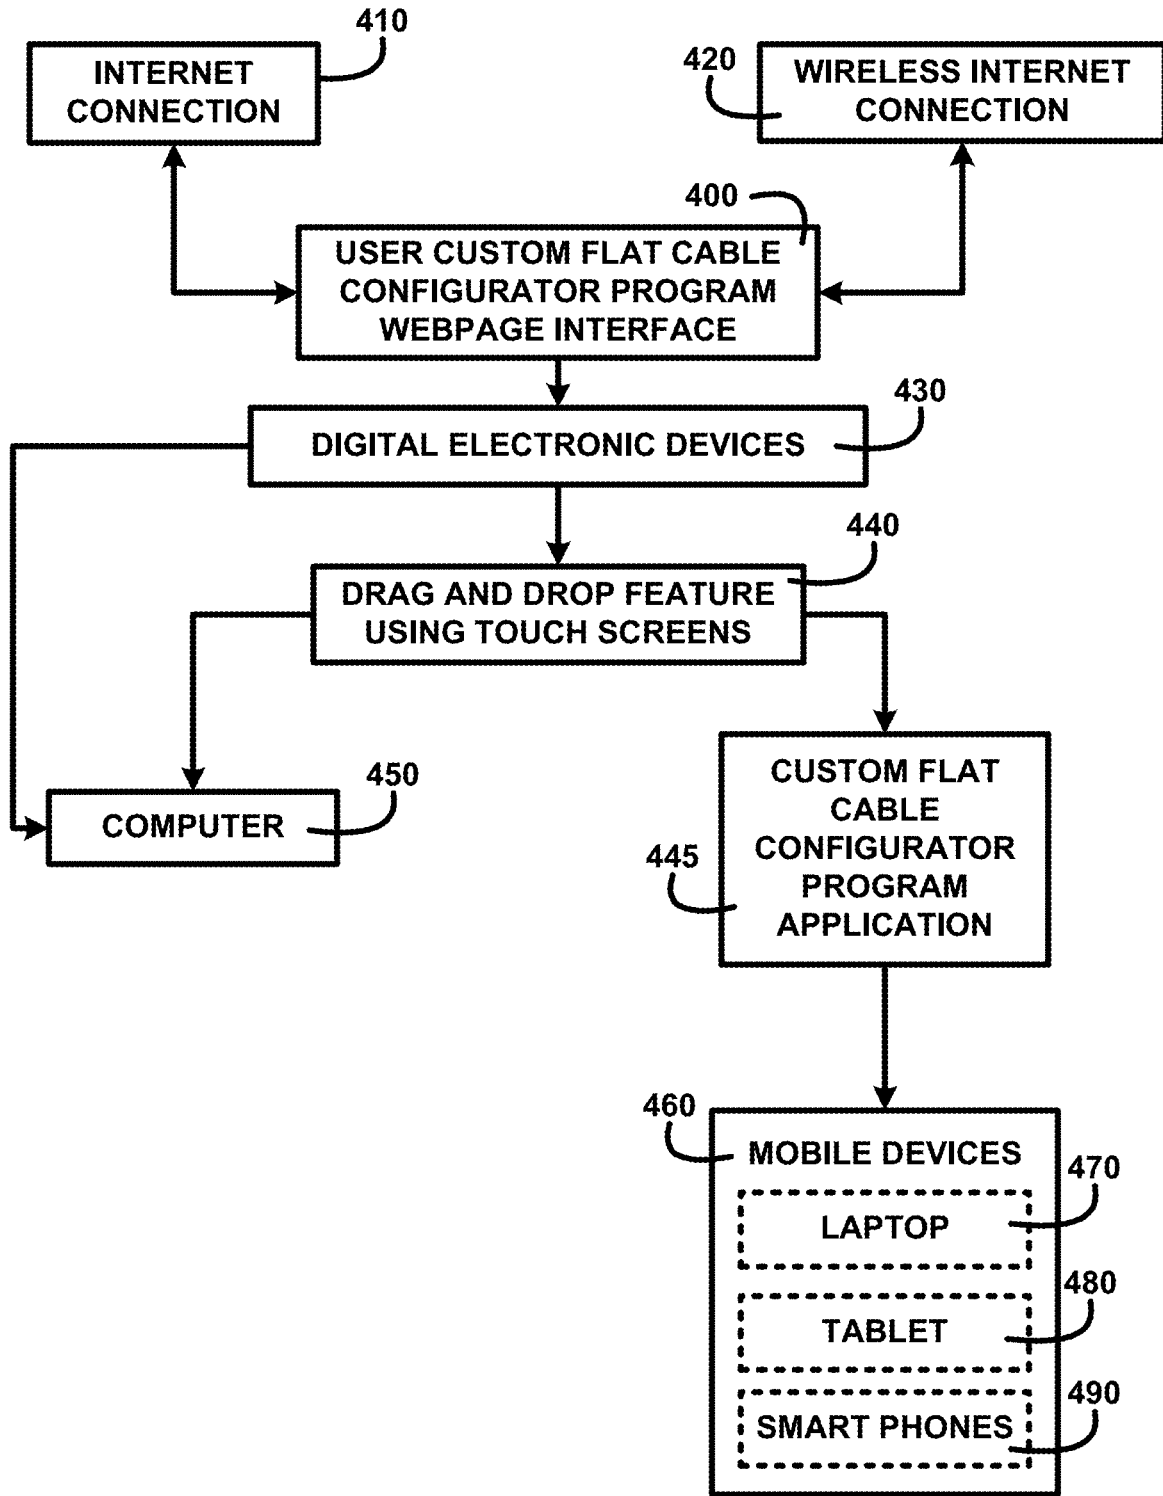 410
INTERNET
CONNECTION
420
WIRELESS INTERNET
CONNECTION
400
USER CUSTOM FLAT CABLE
CONFIGURATOR PROGRAM
WEBPAGE INTERFACE
430
DIGITAL ELECTRONIC DEVICES
440
DRAG AND DROP FEATURE
USING TOUCH SCREENS
450
COMPUTER
445
CUSTOM FLAT
CABLE
CONFIGURATOR
PROGRAM
APPLICATION
460
MOBILE DEVICES
470
LAPTOP
480
TABLET
490
SMART PHONES